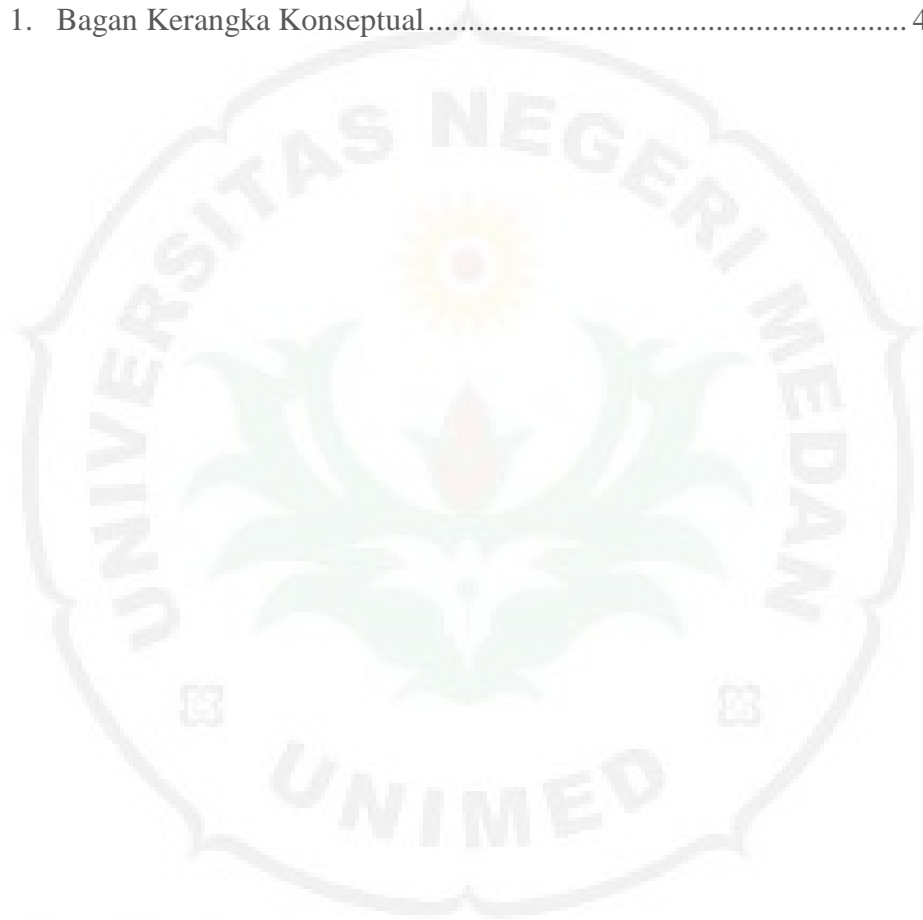 1. Bagan Kerangka Konseptual ............................................................ 4
UNIVERSITAS NEGERI MEDAN
UNIMED